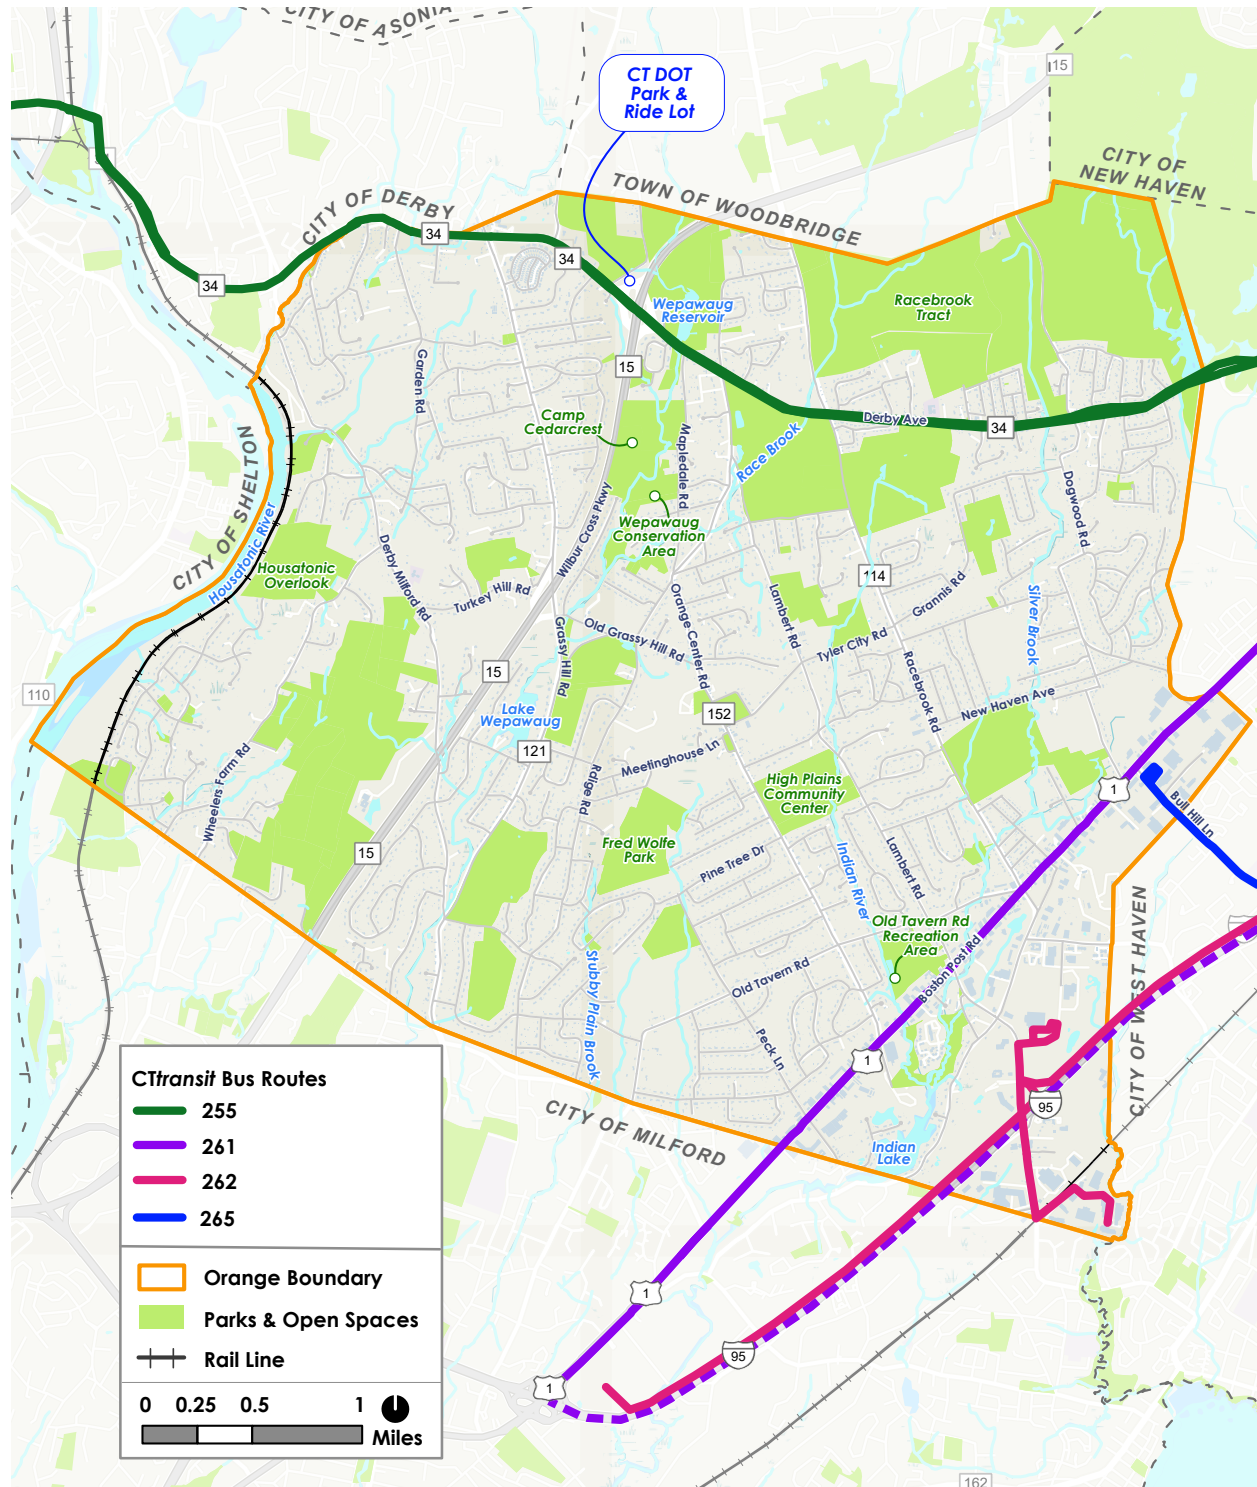 CITY OF ASONIA
15
CT DOT
Park &
Ride Lot
CITY OF
NEW HAVEN
TOWN OF WOODBRIDGE
CITY OF DERBY
34
34
34
Wepawaug
Reservoir
Racebrook
Tract
15
Garden Rd
Camp
Cedarcrest
Mapledale Rd
Derby Ave
34
Race Brook
CITY OF SHELTON
Housatonic River
Wilbur Cross Pkwy
Dogwood Rd
Wepawaug
Conservation
Area
Housatonic
Overlook
Derby Milford Rd
Turkey Hill Rd
114
Grannis Rd
Silver Brook
Orange Center Rd
Lambert Rd
Old Grassy Hill Rd
Grassy Hill Rd
Tyler City Rd
Racebrook Rd
15
110
New Haven Ave
Lake
Wepawaug
152
121
Meetinghouse Ln
Wheelers Farm Rd
Rdige Rd
High Plains
Community
Center
1
Bull Hill Ln
15
Fred Wolfe
Park
Pine Tree Dr
Indian River
Lambert Rd
Old Tavern Rd
Recreation
Area
Boston Post Rd
CITY OF WEST HAVEN
Stubby Plain Brook
Old Tavern Rd
Peck Ln
1
95
CITY OF MILFORD
Indian
Lake
CTtransit Bus Routes
255
261
262
265
Orange Boundary
Parks & Open Spaces
Rail Line
0 0.25 0.5 1
Miles
1
95
1
162